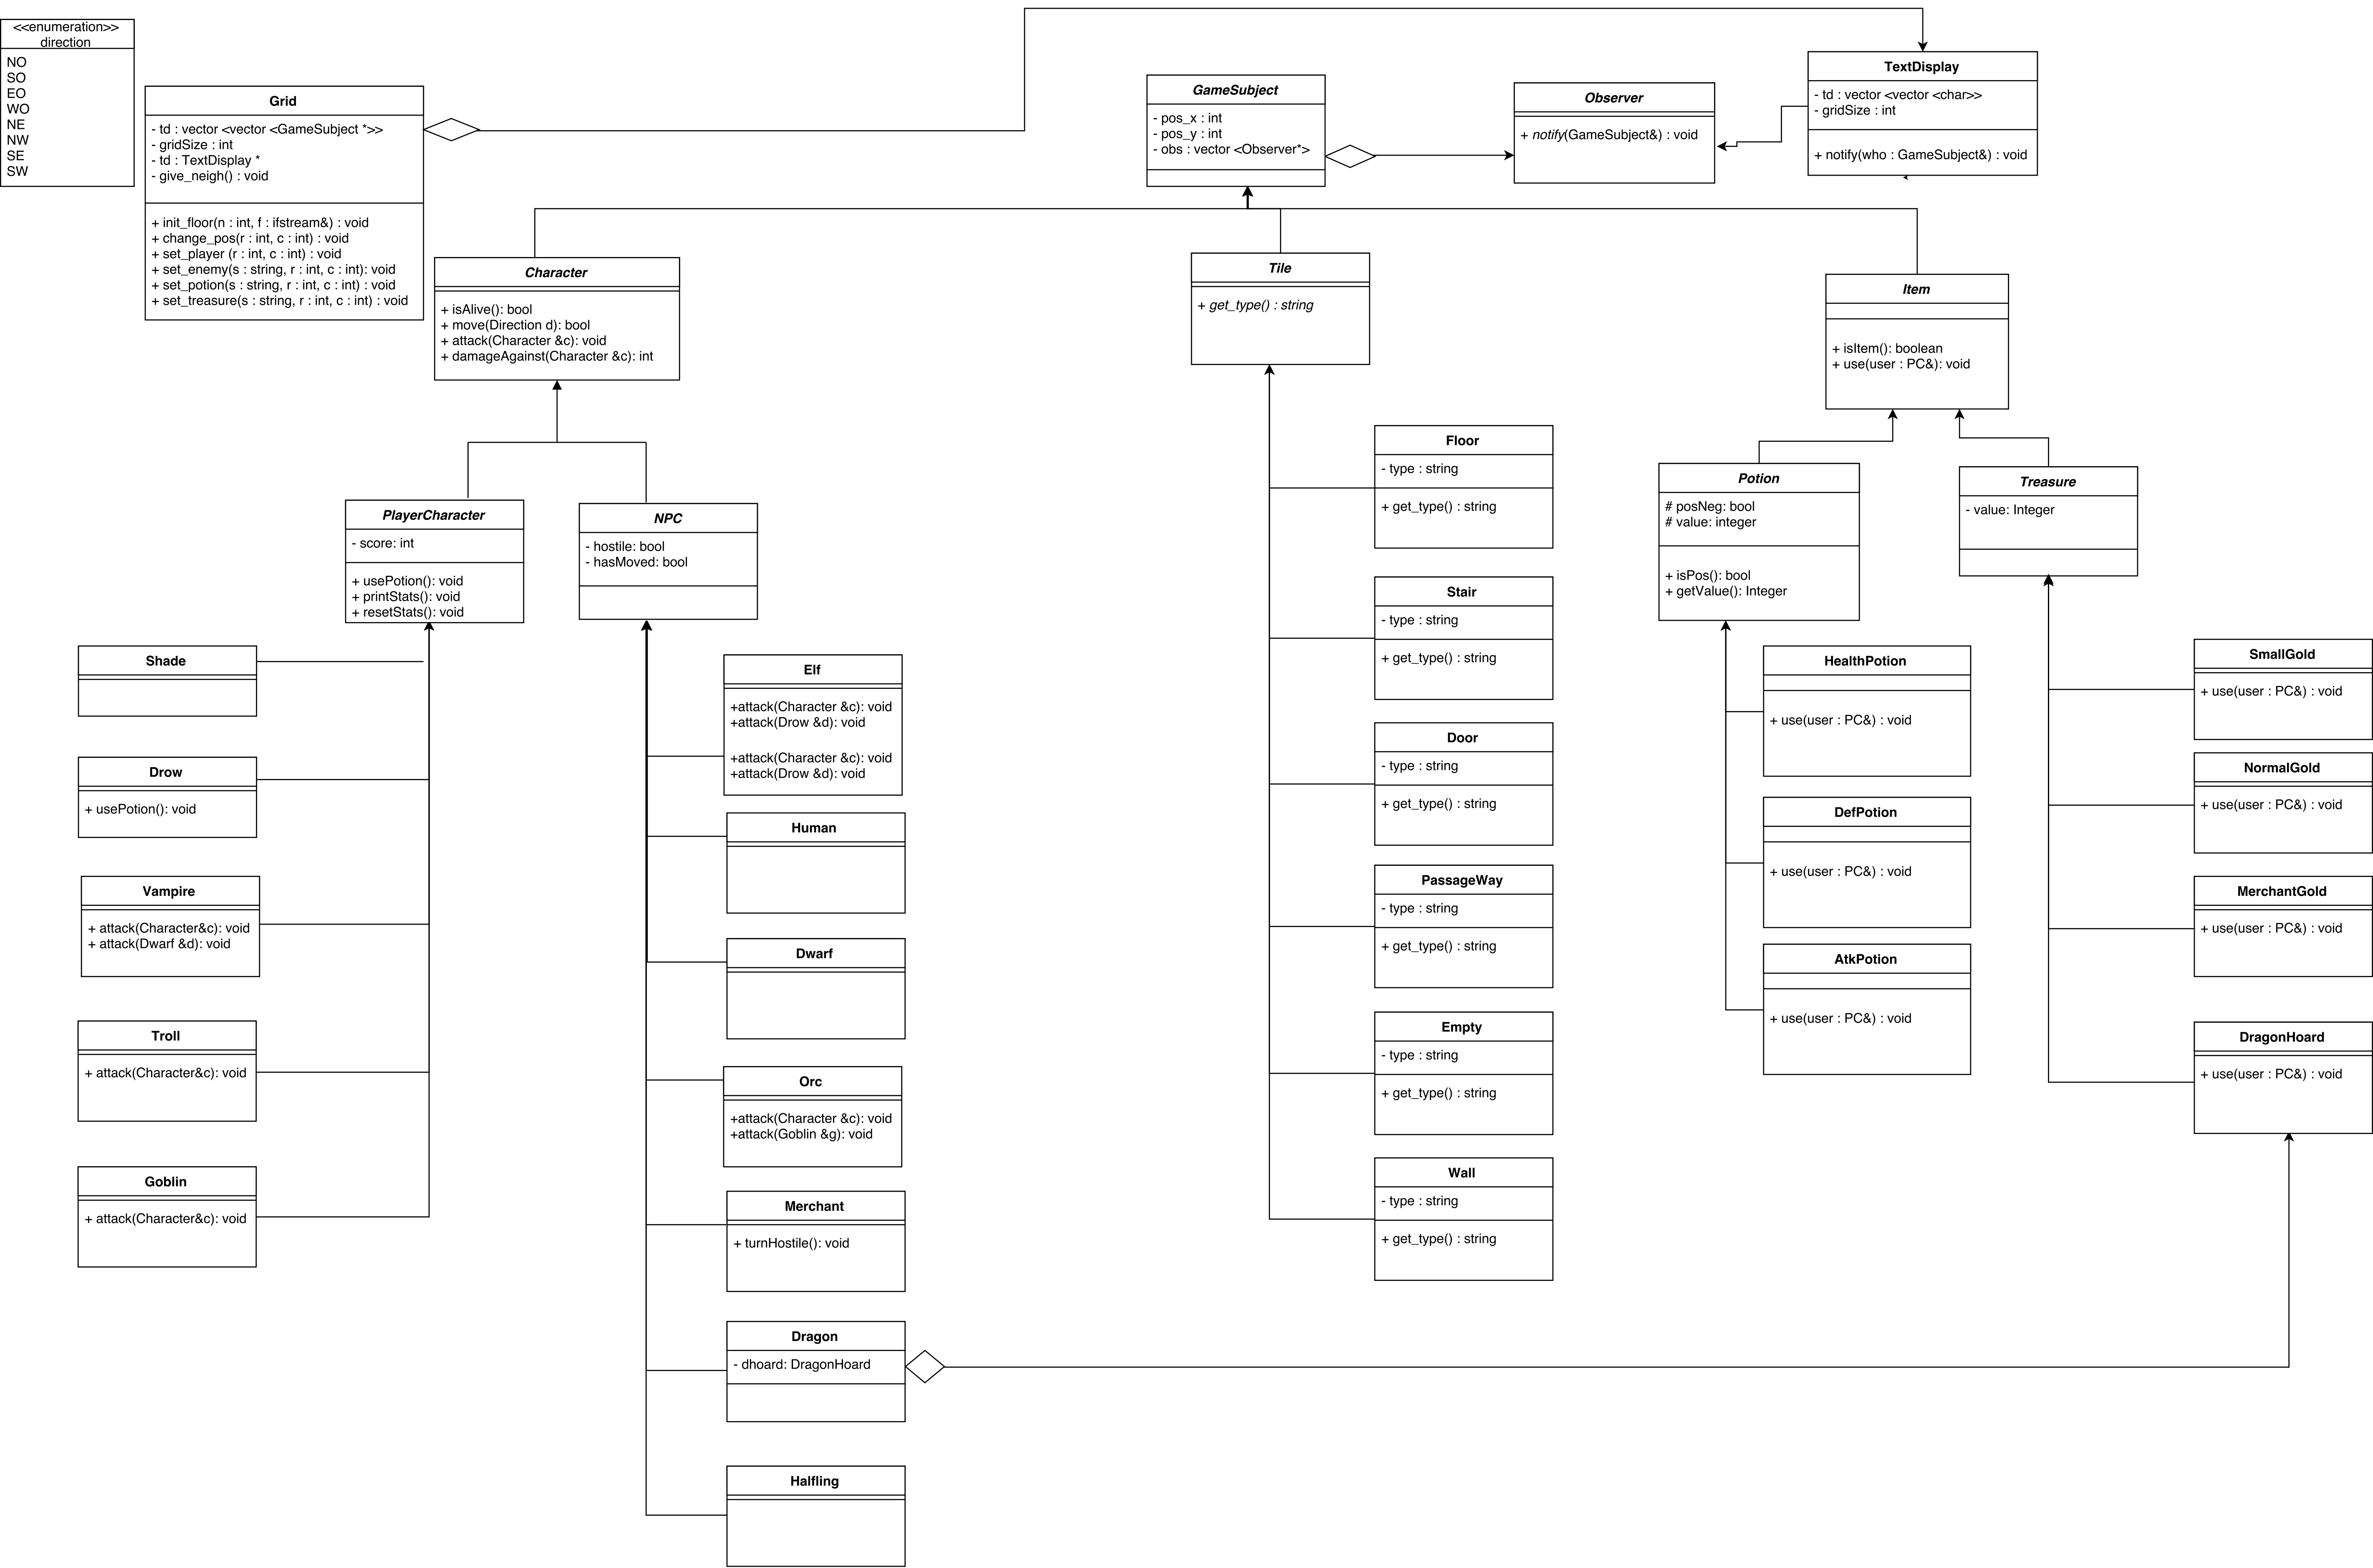 <<enumeration>>
direction
NO
SO
EO
WO
NE
NW
SE
SW
Grid
- td : vector <vector <GameSubject *>>
- gridSize : int
- td : TextDisplay *
- give_neigh() : void
+ init_floor(n : int, f : ifstream&) : void
+ change_pos(r : int, c : int) : void
+ set_player (r : int, c : int) : void
+ set_enemy(s : string, r : int, c : int): void
+ set_potion(s : string, r : int, c : int) : void
+ set_treasure(s : string, r : int, c : int) : void
GameSubject
- pos_x : int
- pos_y : int
- obs : vector <Observer*>
Observer
+ notify(GameSubject&) : void
TextDisplay
- td : vector <vector <char>>
- gridSize : int
+ notify(who : GameSubject&) : void
Character
+ isAlive(): bool
+ move(Direction d): bool
+ attack(Character &c): void
+ damageAgainst(Character &c): int
Tile
+ get_type() : string
Item
+ isItem(): boolean
+ use(user : PC&): void
PlayerCharacter
- score: int
+ usePotion(): void
+ printStats(): void
+ resetStats(): void
NPC
- hostile: bool
- hasMoved: bool
Shade
Drow
+ usePotion(): void
Vampire
+ attack(Character&c): void
+ attack(Dwarf &d): void
Troll
+ attack(Character&c): void
Goblin
+ attack(Character&c): void
Elf
+attack(Character &c): void
+attack(Drow &d): void
+attack(Character &c): void
+attack(Drow &d): void
Human
Dwarf
Orc
+attack(Character &c): void
+attack(Goblin &g): void
Merchant
+ turnHostile(): void
Dragon
- dhoard: DragonHoard
Halfling
Floor
- type : string
+ get_type() : string
Stair
- type : string
+ get_type() : string
Door
- type : string
+ get_type() : string
PassageWay
- type : string
+ get_type() : string
Empty
- type : string
+ get_type() : string
Wall
- type : string
+ get_type() : string
Potion
# posNeg: bool
# value: integer
+ isPos(): bool
+ getValue(): Integer
Treasure
- value: Integer
HealthPotion
+ use(user : PC&) : void
DefPotion
+ use(user : PC&) : void
AtkPotion
+ use(user : PC&) : void
SmallGold
+ use(user : PC&) : void
NormalGold
+ use(user : PC&) : void
MerchantGold
+ use(user : PC&) : void
DragonHoard
+ use(user : PC&) : void